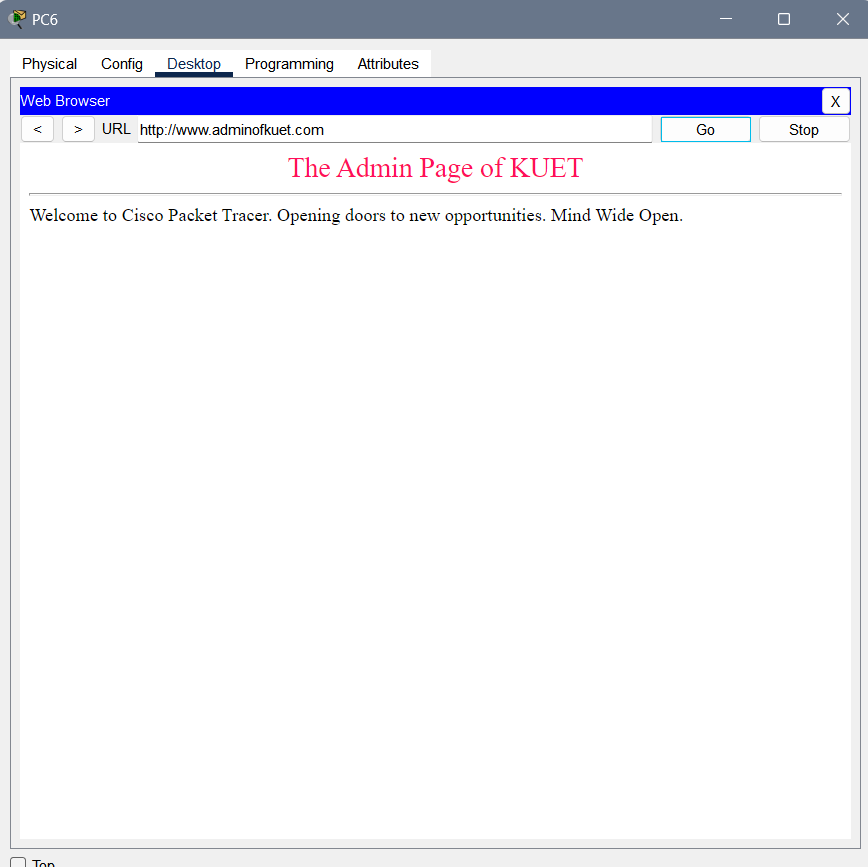 PC6
Physical Config Desktop Programming Attributes
Web Browser X
< > URL http://www.adminofkuet.com Go Stop
The Admin Page of KUET
Welcome to Cisco Packet Tracer. Opening doors to new opportunities. Mind Wide Open.
Top